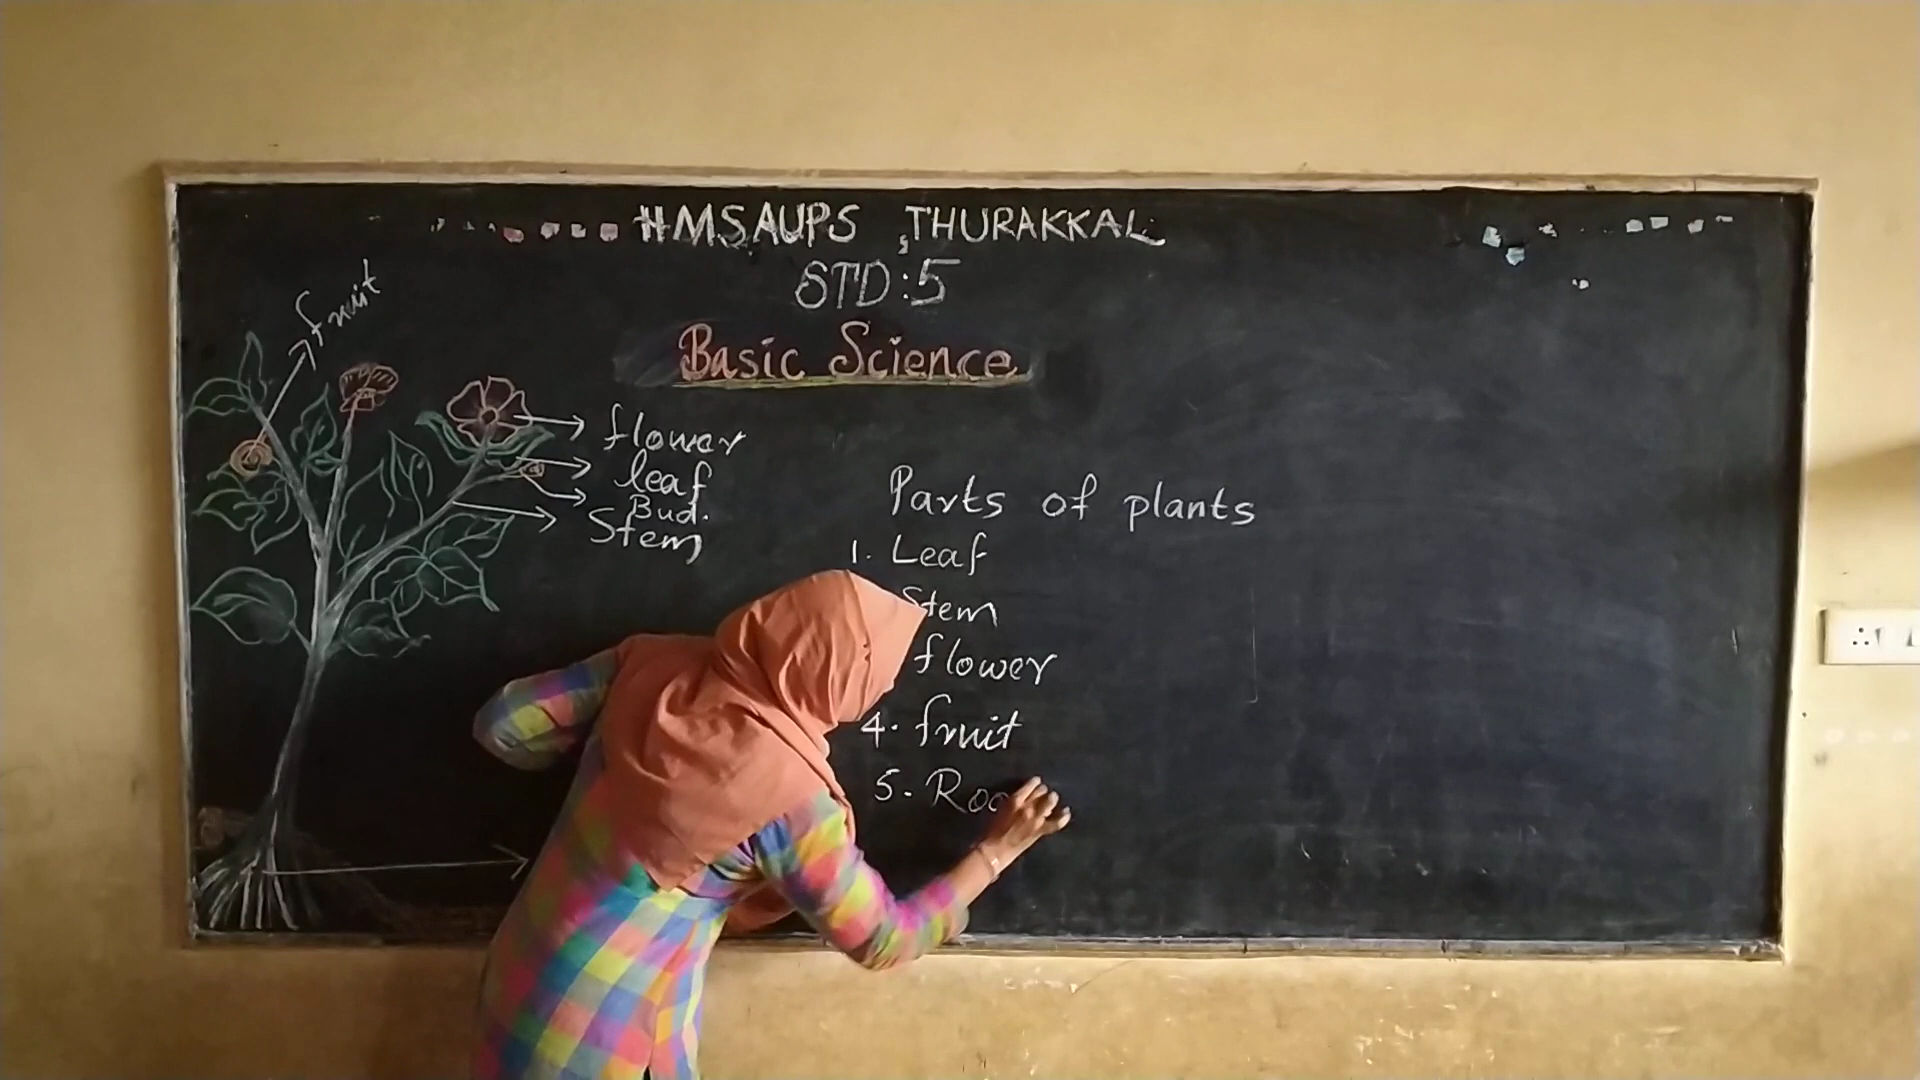 HMSAUPS, THURAKKAL
STD:5
Basic Science
fruit
flower
leaf
Bud.
Stem
Parts of plants
1. Leaf
Stem
flower
4. fruit
5. Roo